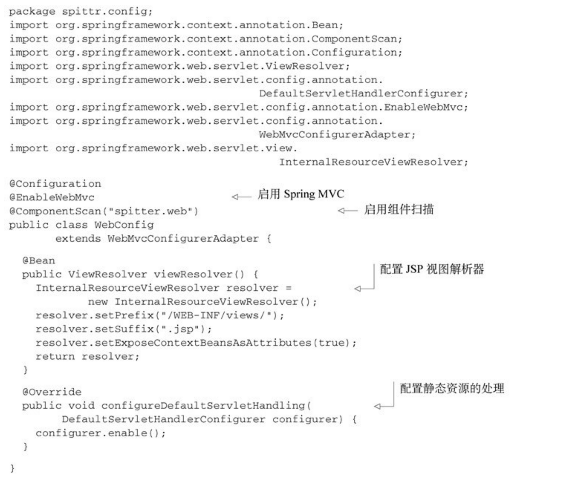 package spittr.config;
import org.springframework.context.annotation.Bean;
import org.springframework.context.annotation.ComponentScan;
import org.springframework.context.annotation.Configuration;
import org.springframework.web.servlet.ViewResolver;
import org.springframework.web.servlet.config.annotation.
DefaultServletHandlerConfigurer;
import org.springframework.web.servlet.config.annotation.EnableWebMvc;
import org.springframework.web.servlet.config.annotation.
WebMvcConfigurerAdapter;
import org.springframework.web.servlet.view.
InternalResourceViewResolver;
@Configuration
@EnableWebMvc 启用 Spring MVC
@ComponentScan("spitter.web") 启用组件扫描
public class WebConfig
extends WebMvcConfigurerAdapter {
@Bean
public ViewResolver viewResolver() { 配置 JSP 视图解析器
InternalResourceViewResolver resolver =
new InternalResourceViewResolver();
resolver.setPrefix("/WEB-INF/views/");
resolver.setSuffix(".jsp");
resolver.setExposeContextBeansAsAttributes(true);
return resolver;
}
@Override 配置静态资源的处理
public void configureDefaultServletHandling(
DefaultServletHandlerConfigurer configurer) {
configurer.enable();
}
}